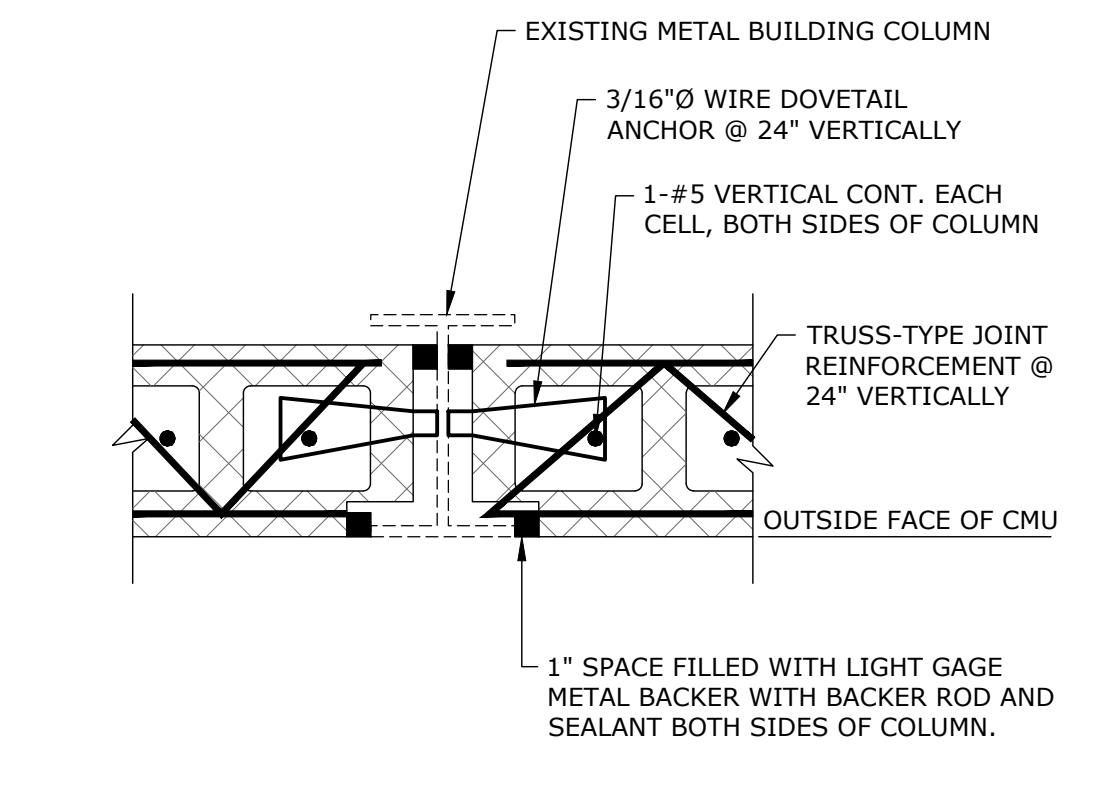 EXISTING METAL BUILDING COLUMN
3/16"Ø WIRE DOVETAIL
ANCHOR @ 24" VERTICALLY
1-#5 VERTICAL CONT. EACH
CELL, BOTH SIDES OF COLUMN
TRUSS-TYPE JOINT
REINFORCEMENT @
24" VERTICALLY
OUTSIDE FACE OF CMU
1" SPACE FILLED WITH LIGHT GAGE
METAL BACKER WITH BACKER ROD AND
SEALANT BOTH SIDES OF COLUMN.